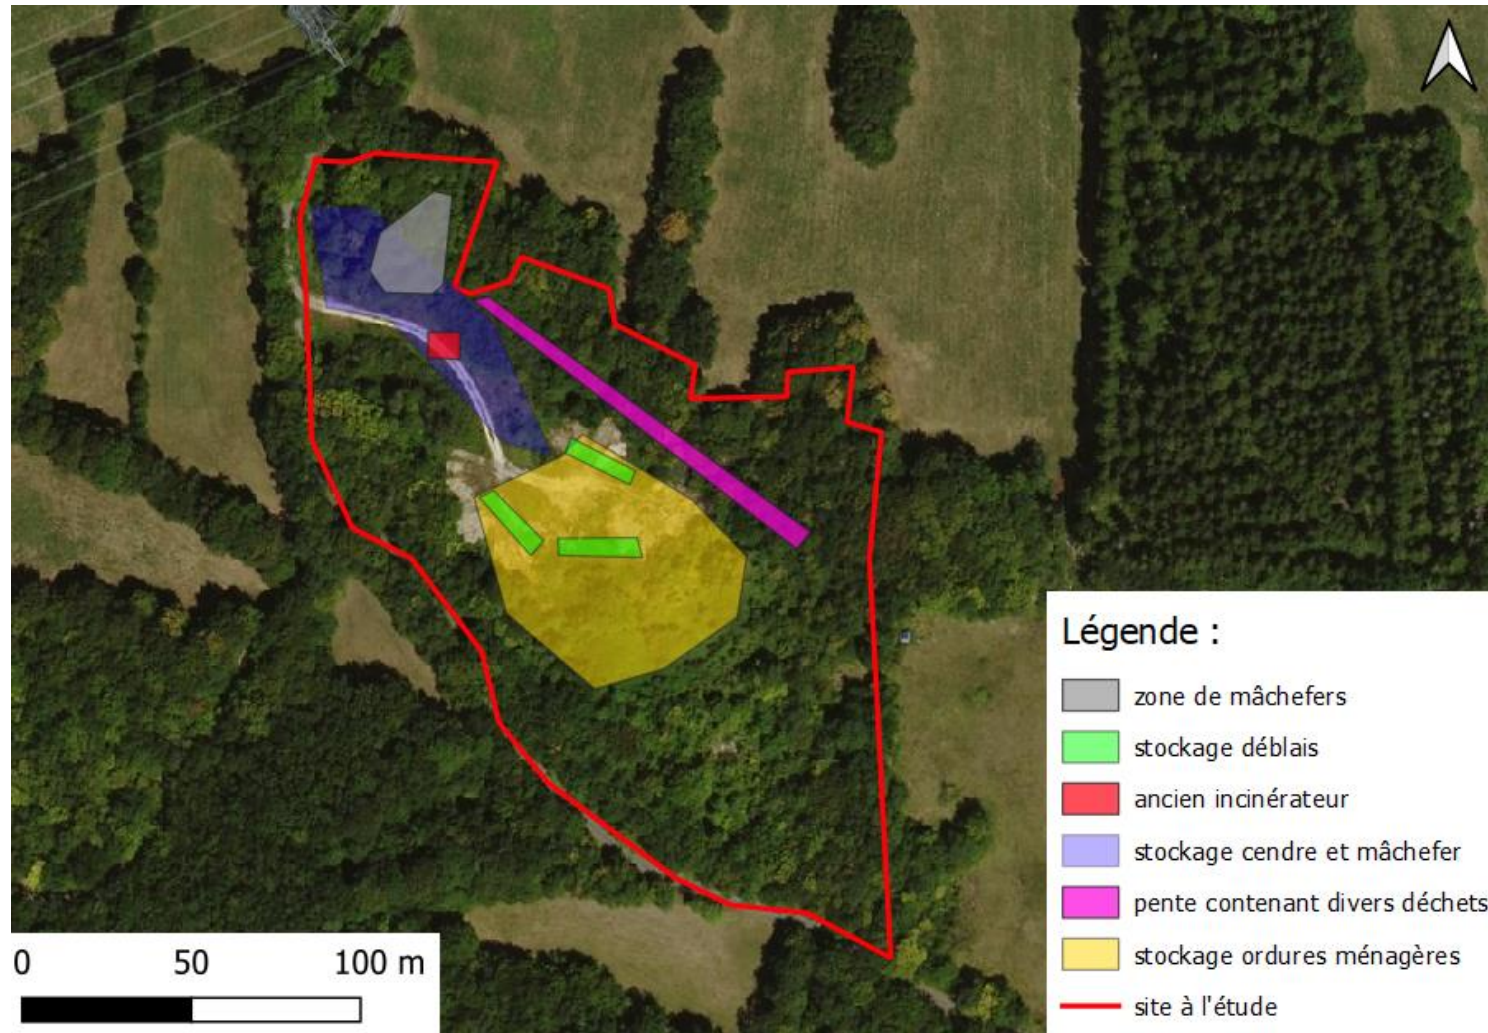 Légende :
zone de mâchefers
stockage déblais
ancien incinérateur
stockage cendre et mâchefer
pente contenant divers déchets
stockage ordures ménagères
site à l'étude
0 50 100 m